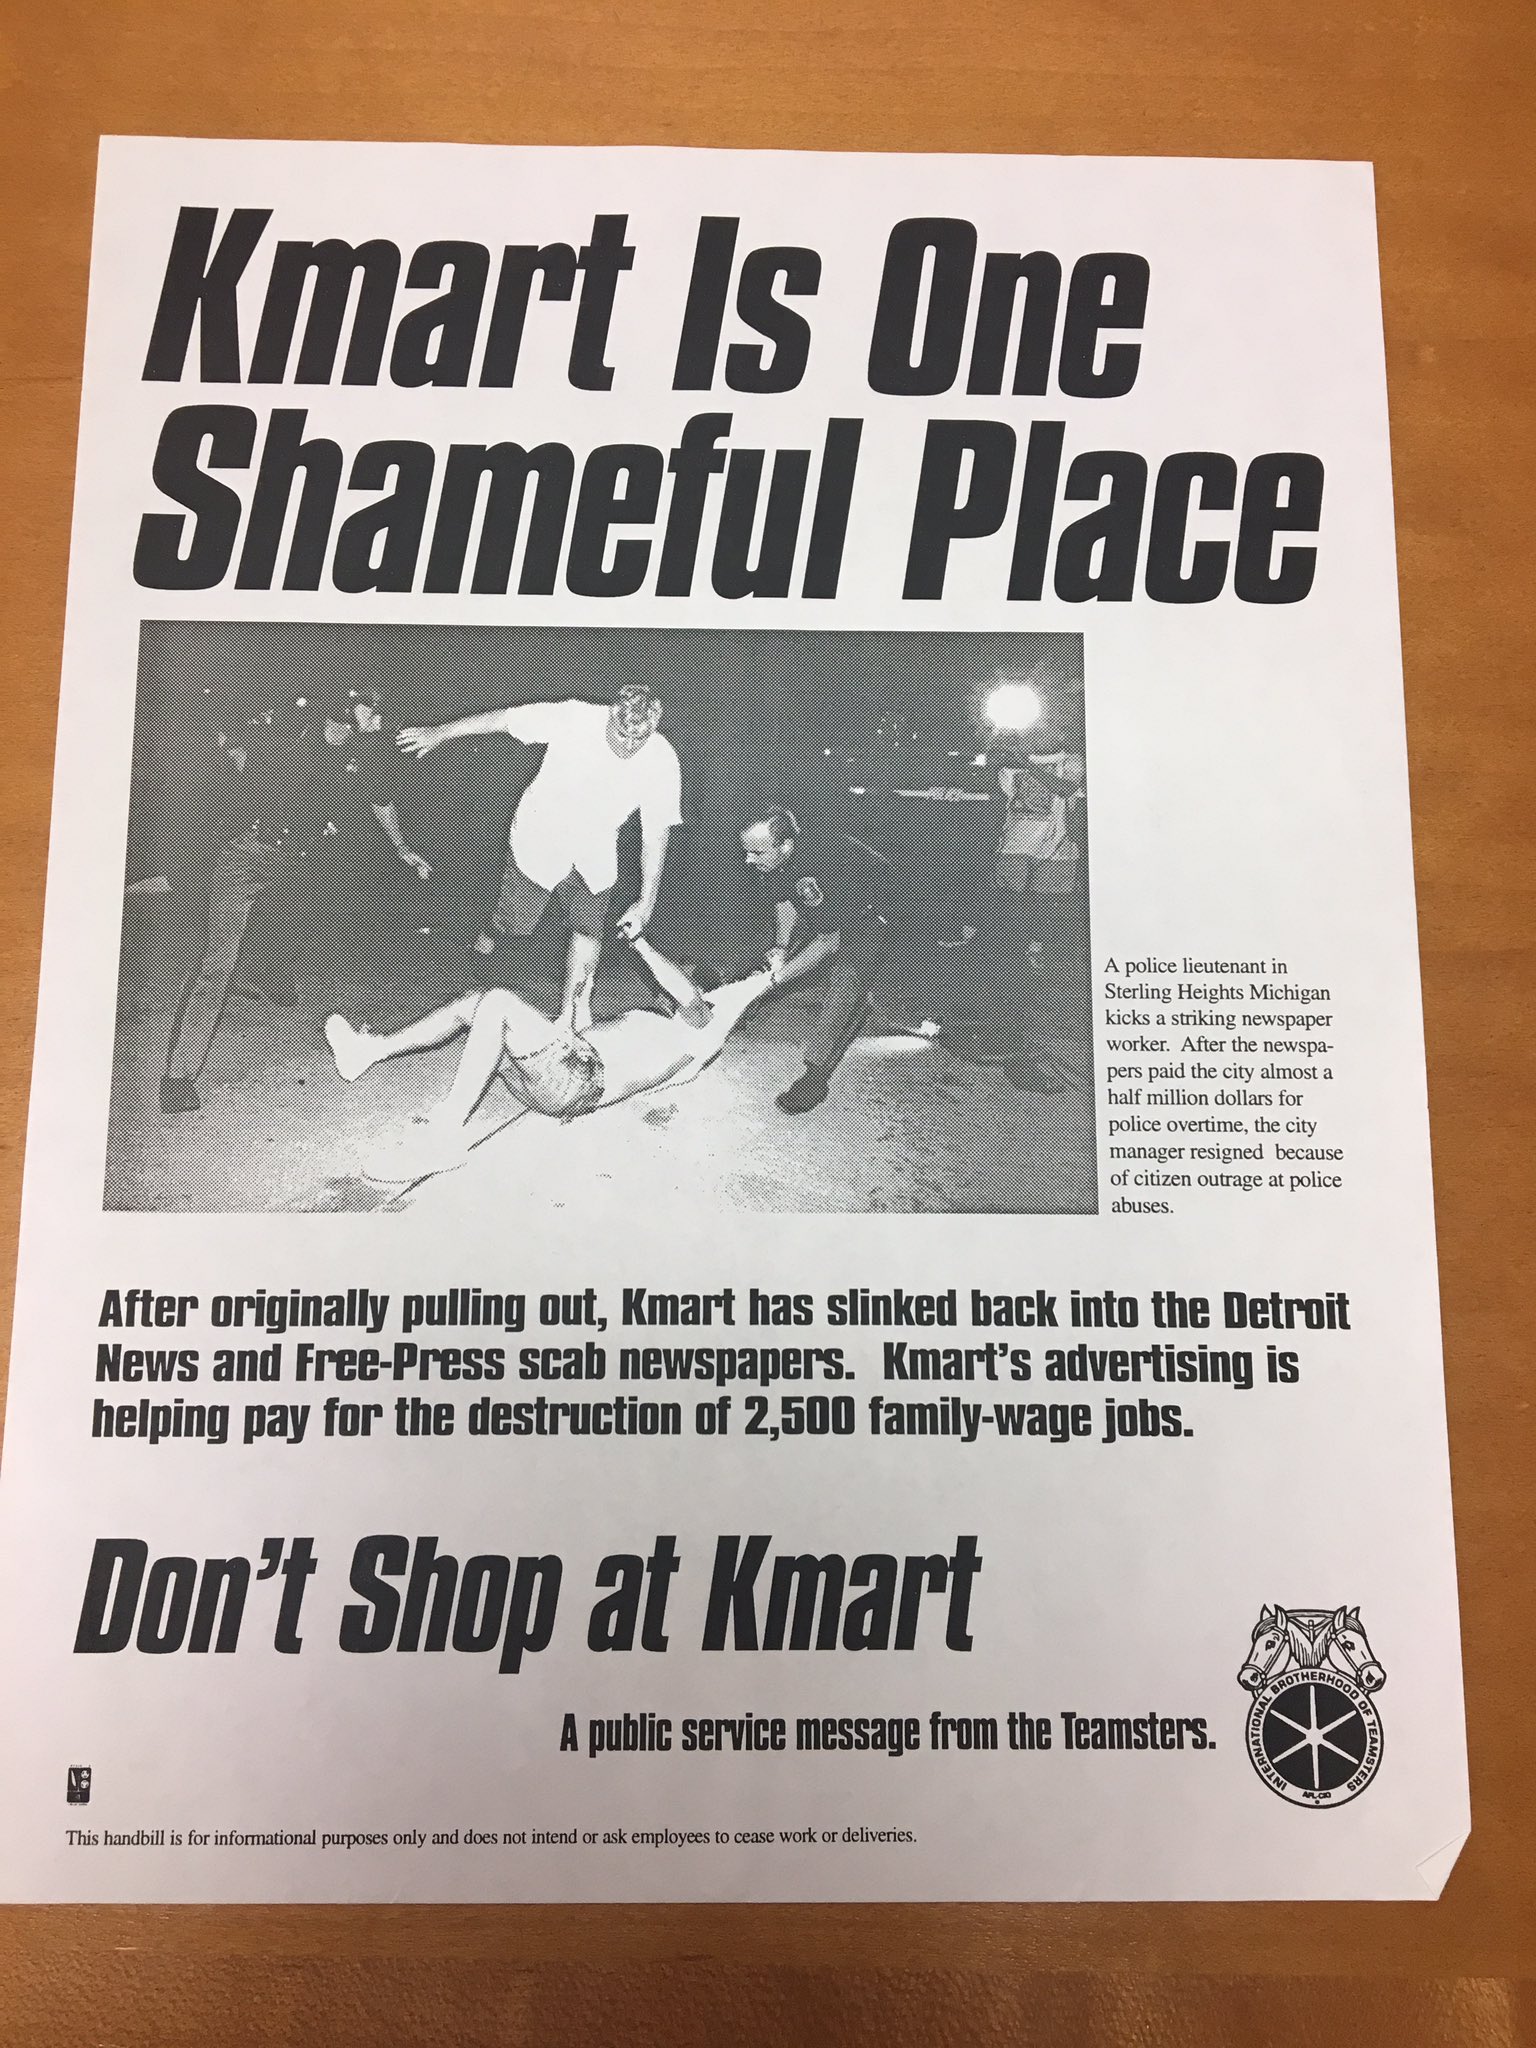 Kmart Is One
Shameful Place
A police lieutenant in
Sterling Heights Michigan
kicks a striking newspaper
worker. After the newspa-
pers paid the city almost a
half million dollars for
police overtime, the city
manager resigned because
of citizen outrage at police
abuses.
After originally pulling out, Kmart has slinked back into the Detroit
News and Free-Press scab newspapers. Kmart's advertising is
helping pay for the destruction of 2,500 family-wage jobs.
Don't Shop at Kmart
A public service message from the Teamsters.
INTERNATIONAL BROTHERHOOD OF TEAMSTERS
AFL-CIO
This handbill is for informational purposes only and does not intend or ask employees to cease work or deliveries.